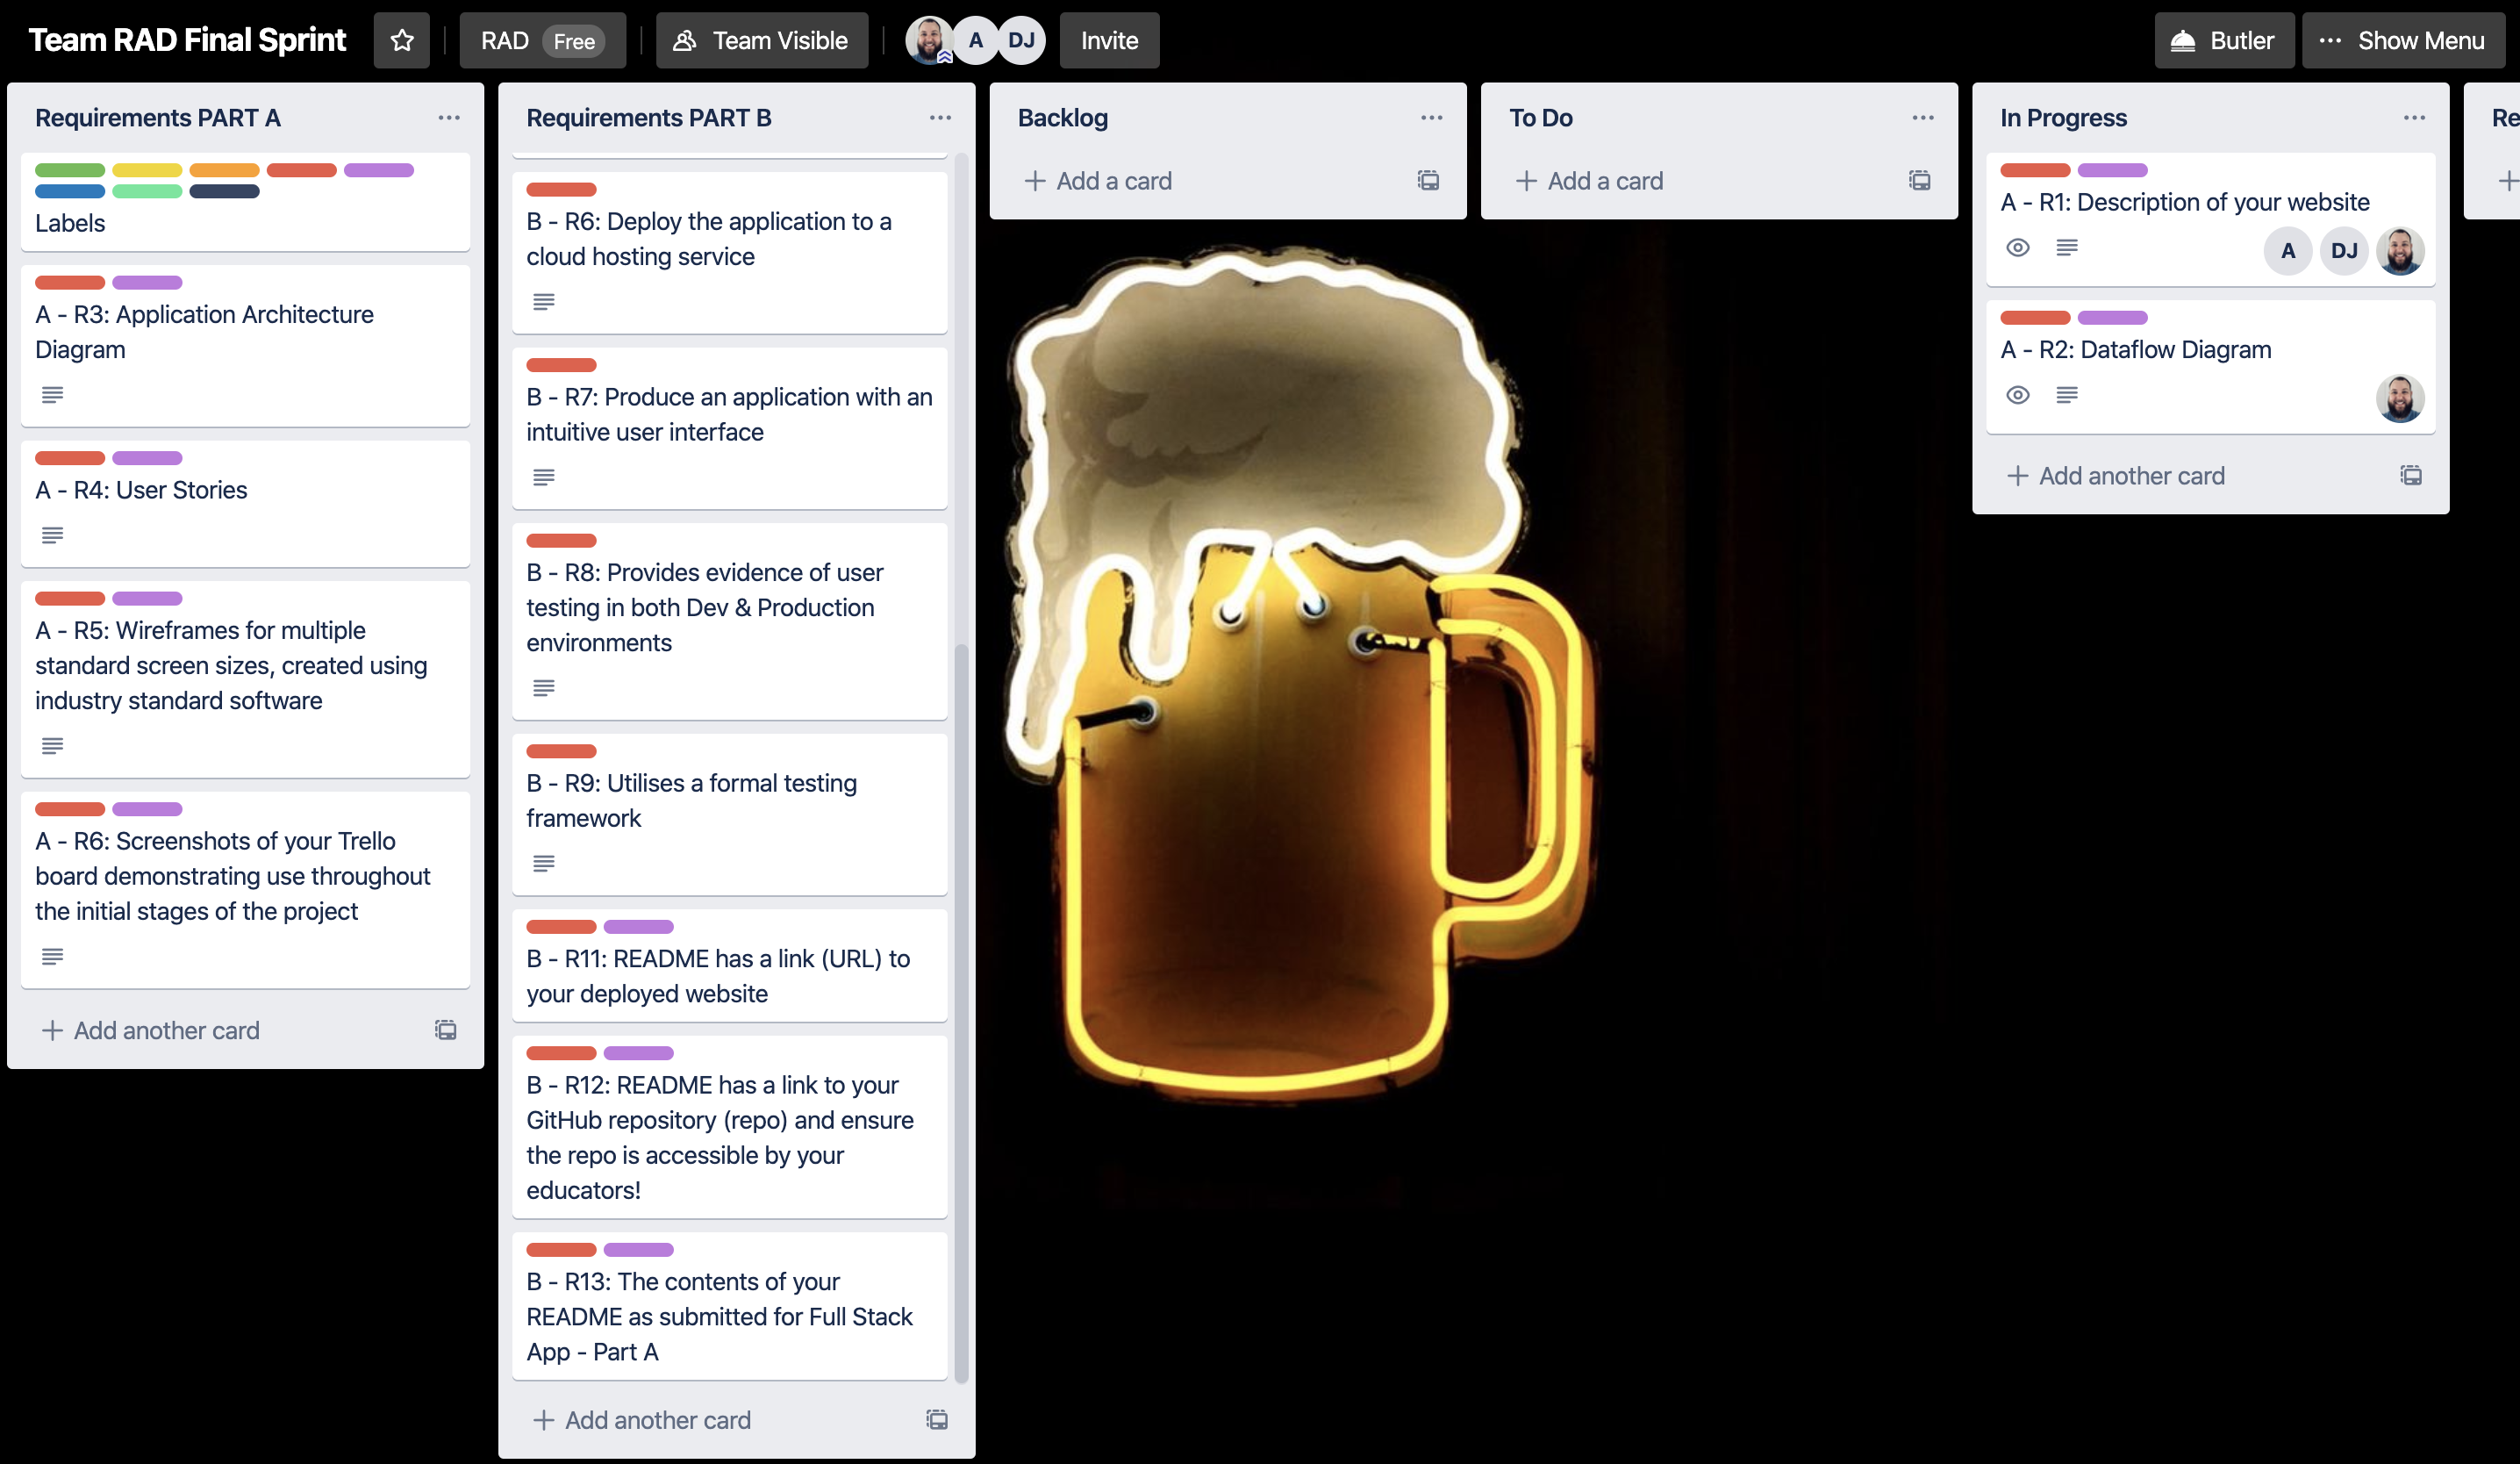 Team RAD Final Sprint
RAD Free
Team Visible
A
DJ
Invite
Butler
Show Menu
Requirements PART A
Labels
A - R3: Application Architecture
Diagram
A - R4: User Stories
A - R5: Wireframes for multiple
standard screen sizes, created using
industry standard software
A - R6: Screenshots of your Trello
board demonstrating use throughout
the initial stages of the project
Add another card
Requirements PART B
B - R6: Deploy the application to a
cloud hosting service
B - R7: Produce an application with an
intuitive user interface
B - R8: Provides evidence of user
testing in both Dev & Production
environments
B - R9: Utilises a formal testing
framework
B - R11: README has a link (URL) to
your deployed website
B - R12: README has a link to your
GitHub repository (repo) and ensure
the repo is accessible by your
educators!
B - R13: The contents of your
README as submitted for Full Stack
App - Part A
Add another card
Backlog
Add a card
To Do
Add a card
In Progress
A - R1: Description of your website
A DJ
A - R2: Dataflow Diagram
Add another card
Re